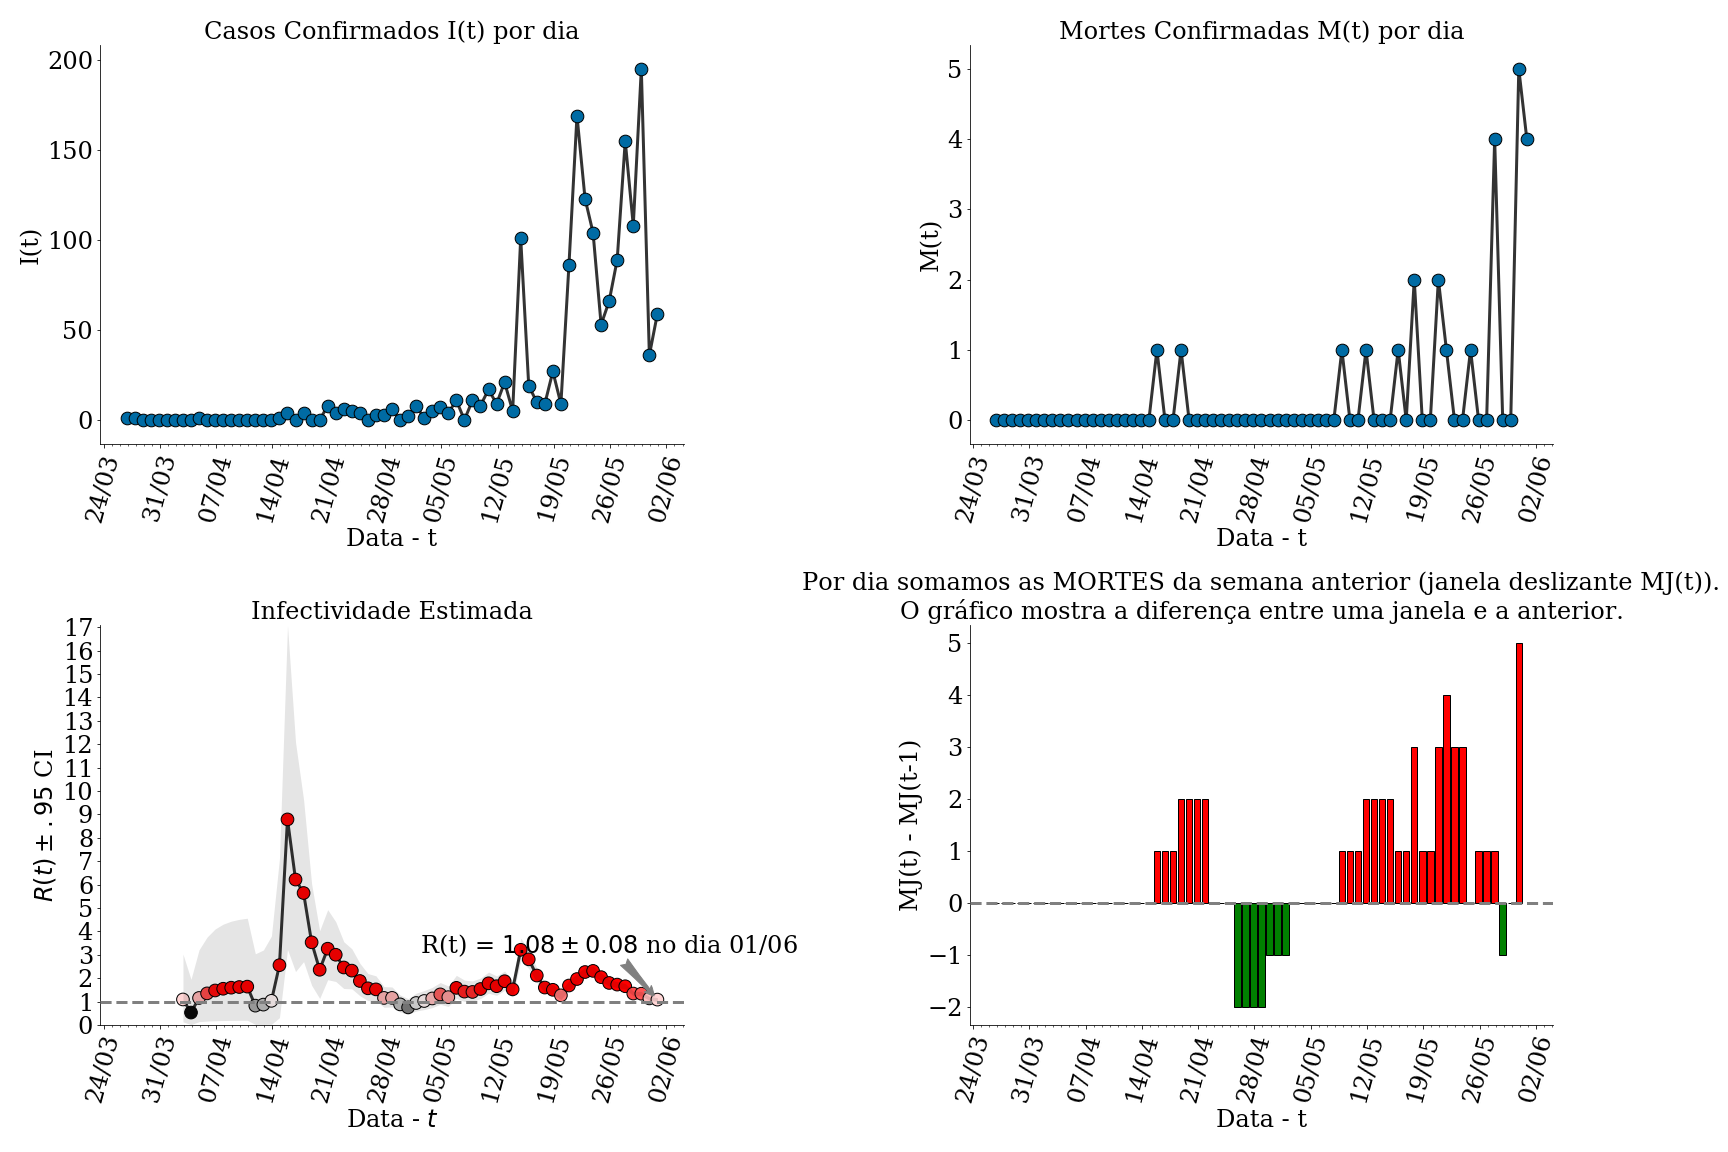 Casos Confirmados I(t) por dia
200
150
100
50
0
I(t)
24/03 31/03 07/04 14/04 21/04 28/04 05/05 12/05 19/05 26/05 02/06
Data - t
Mortes Confirmadas M(t) por dia
5
4
3
2
1
0
M(t)
24/03 31/03 07/04 14/04 21/04 28/04 05/05 12/05 19/05 26/05 02/06
Data - t
Infectividade Estimada
17
16
15
14
13
12
11
10
9
8
7
6
5
4
3
2
1
0
R(t) ± .95 CI
R(t) = 1.08 ± 0.08 no dia 01/06
24/03 31/03 07/04 14/04 21/04 28/04 05/05 12/05 19/05 26/05 02/06
Data - t
Por dia somamos as MORTES da semana anterior (janela deslizante MJ(t)).
O gráfico mostra a diferença entre uma janela e a anterior.
5
4
3
2
1
0
−1
−2
MJ(t) - MJ(t-1)
24/03 31/03 07/04 14/04 21/04 28/04 05/05 12/05 19/05 26/05 02/06
Data - t